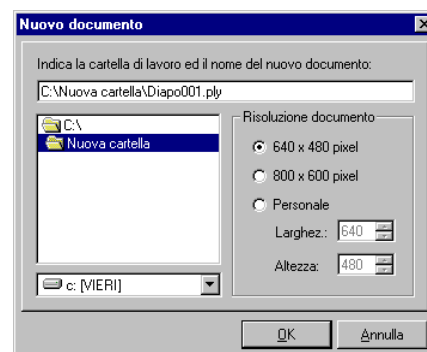 Nuovo documento
Indica la cartella di lavoro ed il nome del nuovo documento:
C:\Nuova cartella\Diapo001.ply
C:\
Nuova cartella
c: [VIERI]
Risoluzione documento
640 x 480 pixel
800 x 600 pixel
Personale
Larghez.: 640
Altezza: 480
OK Annulla